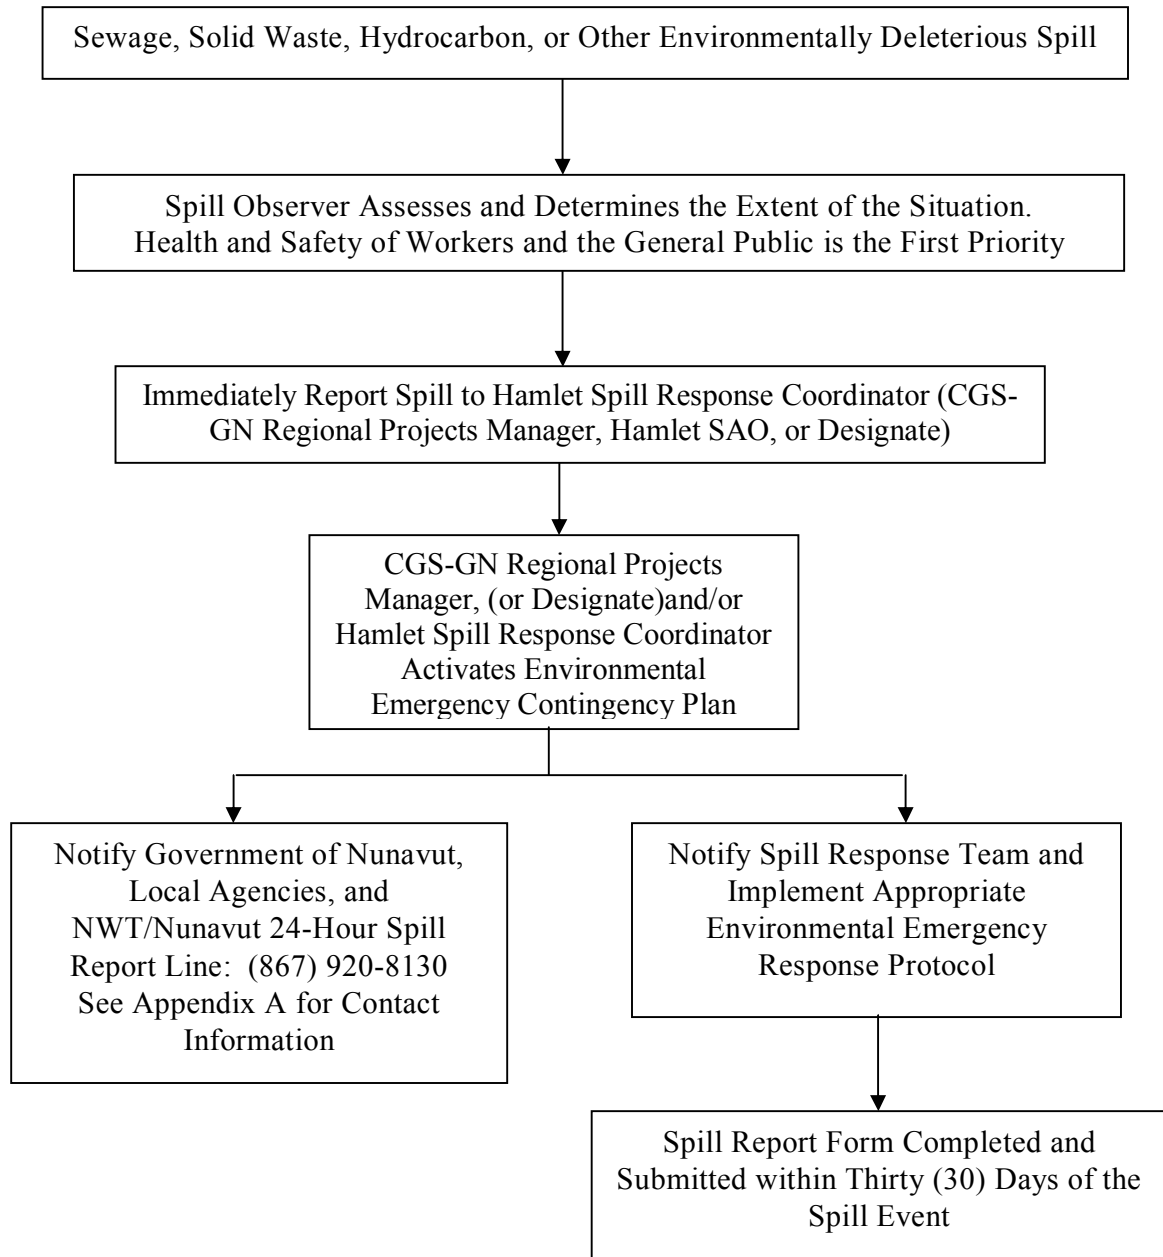 Sewage, Solid Waste, Hydrocarbon, or Other Environmentally Deleterious Spill
Spill Observer Assesses and Determines the Extent of the Situation.
Health and Safety of Workers and the General Public is the First Priority
Immediately Report Spill to Hamlet Spill Response Coordinator (CGS-
GN Regional Projects Manager, Hamlet SAO, or Designate)
CGS-GN Regional Projects
Manager, (or Designate)and/or
Hamlet Spill Response Coordinator
Activates Environmental
Emergency Contingency Plan
Notify Government of Nunavut,
Local Agencies, and
NWT/Nunavut 24-Hour Spill
Report Line:  (867) 920-8130
See Appendix A for Contact
Information
Notify Spill Response Team and
Implement Appropriate
Environmental Emergency
Response Protocol
Spill Report Form Completed and
Submitted within Thirty (30) Days of the
Spill Event